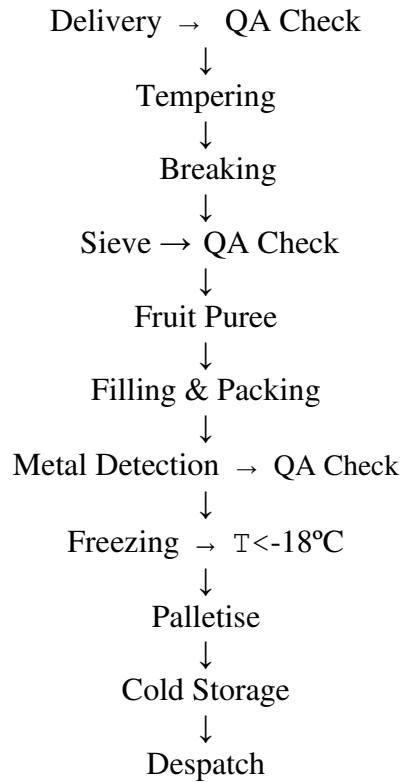 Delivery → QA Check
↓
Tempering
↓
Breaking
↓
Sieve → QA Check
↓
Fruit Puree
↓
Filling & Packing
↓
Metal Detection → QA Check
↓
Freezing → T<-18ºC
↓
Palletise
↓
Cold Storage
↓
Despatch